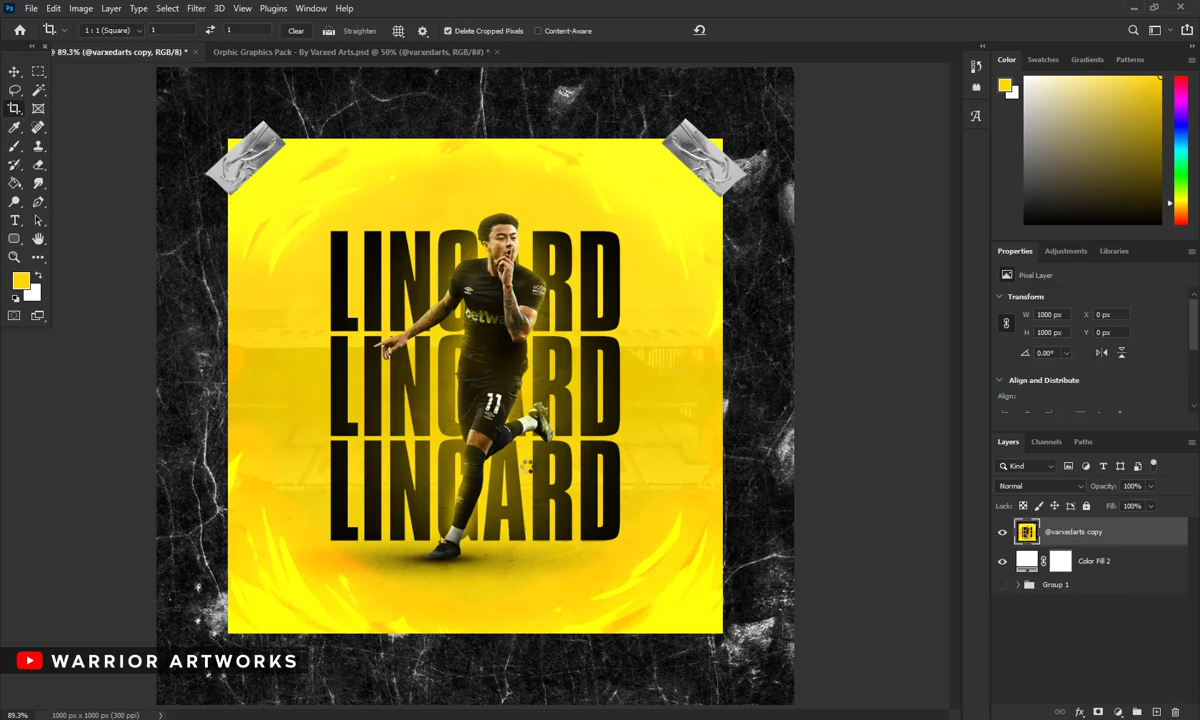 Ps File Edit Image Layer Type Select Filter 3D View Plugins Window Help
1 : 1 (Square) 1 1 Clear Straighten Delete Cropped Pixels Content-Aware
@ 89.3% (@varxedarts copy, RGB/8) * × Orphic Graphics Pack - By Varxed Arts.psd @ 50% (@varxedarts, RGB/8#) * ×
Color Swatches Gradients Patterns
LINGARD
LINGARD
LINGARD
betway
11
Properties Adjustments Libraries
Pixel Layer
Transform
W 1000 px X 0 px
H 1000 px Y 0 px
0.00°
Align and Distribute
Align:
Layers Channels Paths
Kind
Normal Opacity: 100%
Lock: Fill: 100%
@varxedarts copy
Color Fill 2
Group 1
WARRIOR ARTWORKS
89.3% 1000 px x 1000 px (300 ppi)